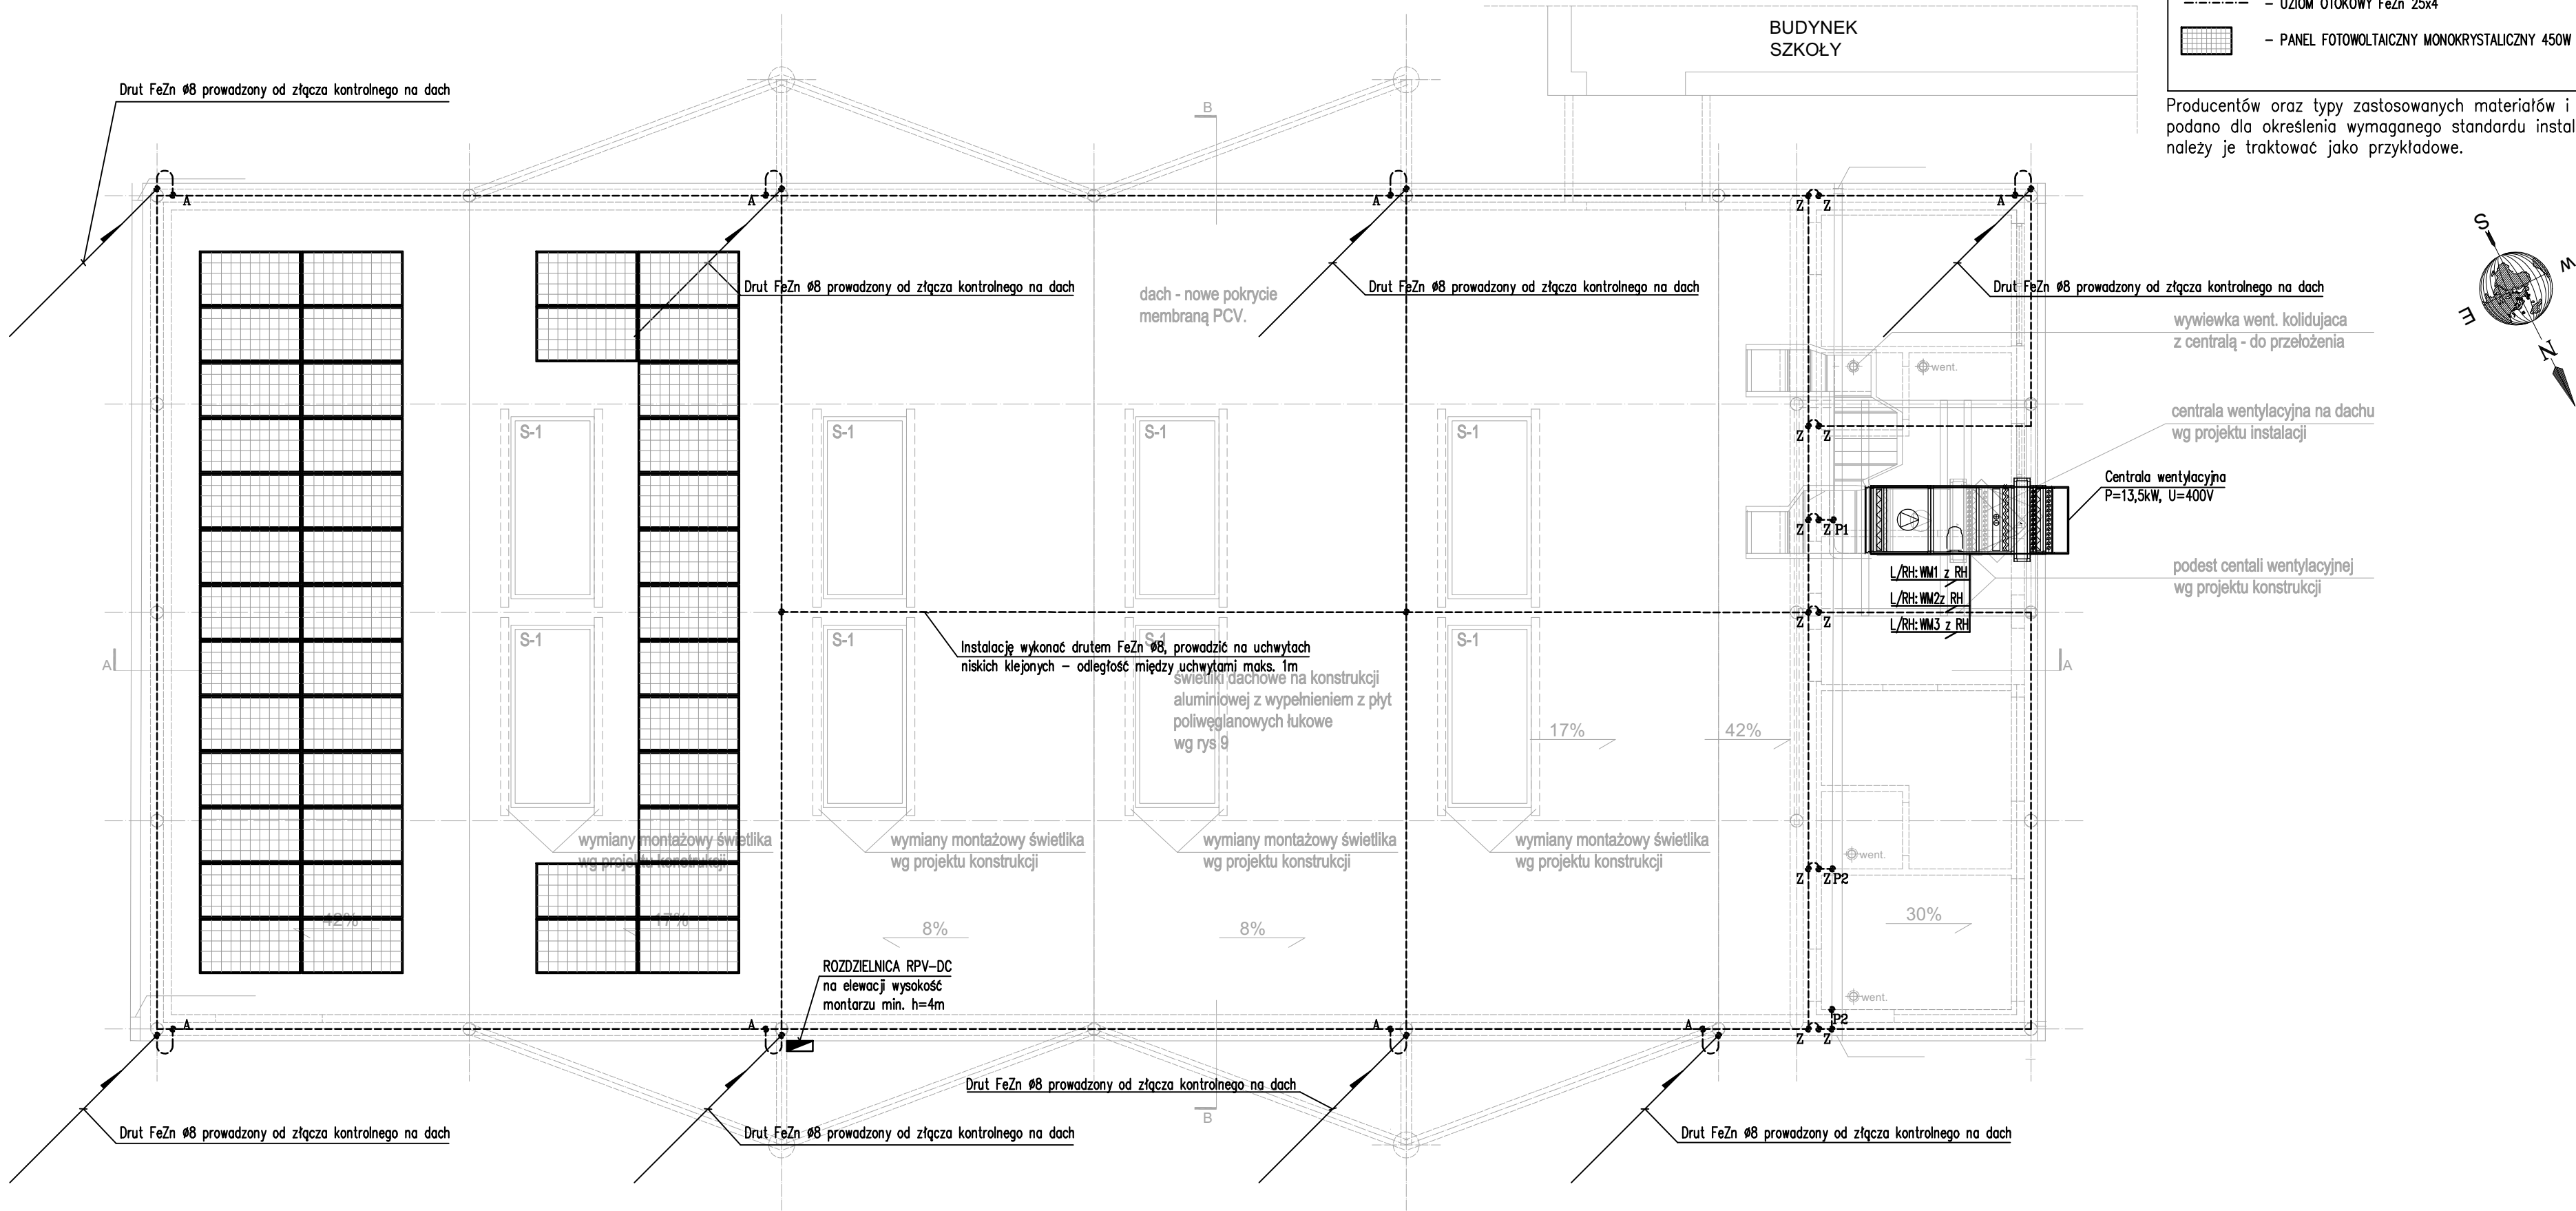 BUDYNEK
SZKOŁY
– UZIOM OTOKOWY FeZn 25x4
– PANEL FOTOWOLTAICZNY MONOKRYSTALICZNY 450W
Producentów oraz typy zastosowanych materiałów i
podano dla określenia wymaganego standardu instal
należy je traktować jako przykładowe.
Drut FeZn ø8 prowadzony od złącza kontrolnego na dach
B
A
A
A
Z
Z
A
S
W
E
N
Drut FeZn ø8 prowadzony od złącza kontrolnego na dach
dach - nowe pokrycie
membraną PCV.
Drut FeZn ø8 prowadzony od złącza kontrolnego na dach
Drut FeZn ø8 prowadzony od złącza kontrolnego na dach
wywiewka went. kolidujaca
z centralą - do przełożenia
went.
centrala wentylacyjna na dachu
wg projektu instalacji
S-1
S-1
S-1
S-1
Z
Z
Centrala wentylacyjna
P=13,5kW, U=400V
Z
Z P1
L/RH:WM1 z RH
L/RH:WM2z RH
L/RH:WM3 z RH
podest centali wentylacyjnej
wg projektu konstrukcji
Z
Z
S-1
S-1
S-1
S-1
Instalację wykonać drutem FeZn ø8, prowadzić na uchwytach
niskich klejonych – odległość między uchwytami maks. 1m
świetliki dachowe na konstrukcji
aluminiowej z wypełnieniem z płyt
poliwęglanowych łukowe
wg rys 9
A
A
17%
42%
wymiany montażowy świetlika
wg projektu konstrukcji
wymiany montażowy świetlika
wg projektu konstrukcji
wymiany montażowy świetlika
wg projektu konstrukcji
wymiany montażowy świetlika
wg projektu konstrukcji
went.
Z
Z P2
42%
17%
8%
8%
30%
ROZDZIELNICA RPV–DC
na elewacji wysokość
montarzu min. h=4m
went.
P2
A
A
A
A
Z
Z
Drut FeZn ø8 prowadzony od złącza kontrolnego na dach
B
Drut FeZn ø8 prowadzony od złącza kontrolnego na dach
Drut FeZn ø8 prowadzony od złącza kontrolnego na dach
Drut FeZn ø8 prowadzony od złącza kontrolnego na dach